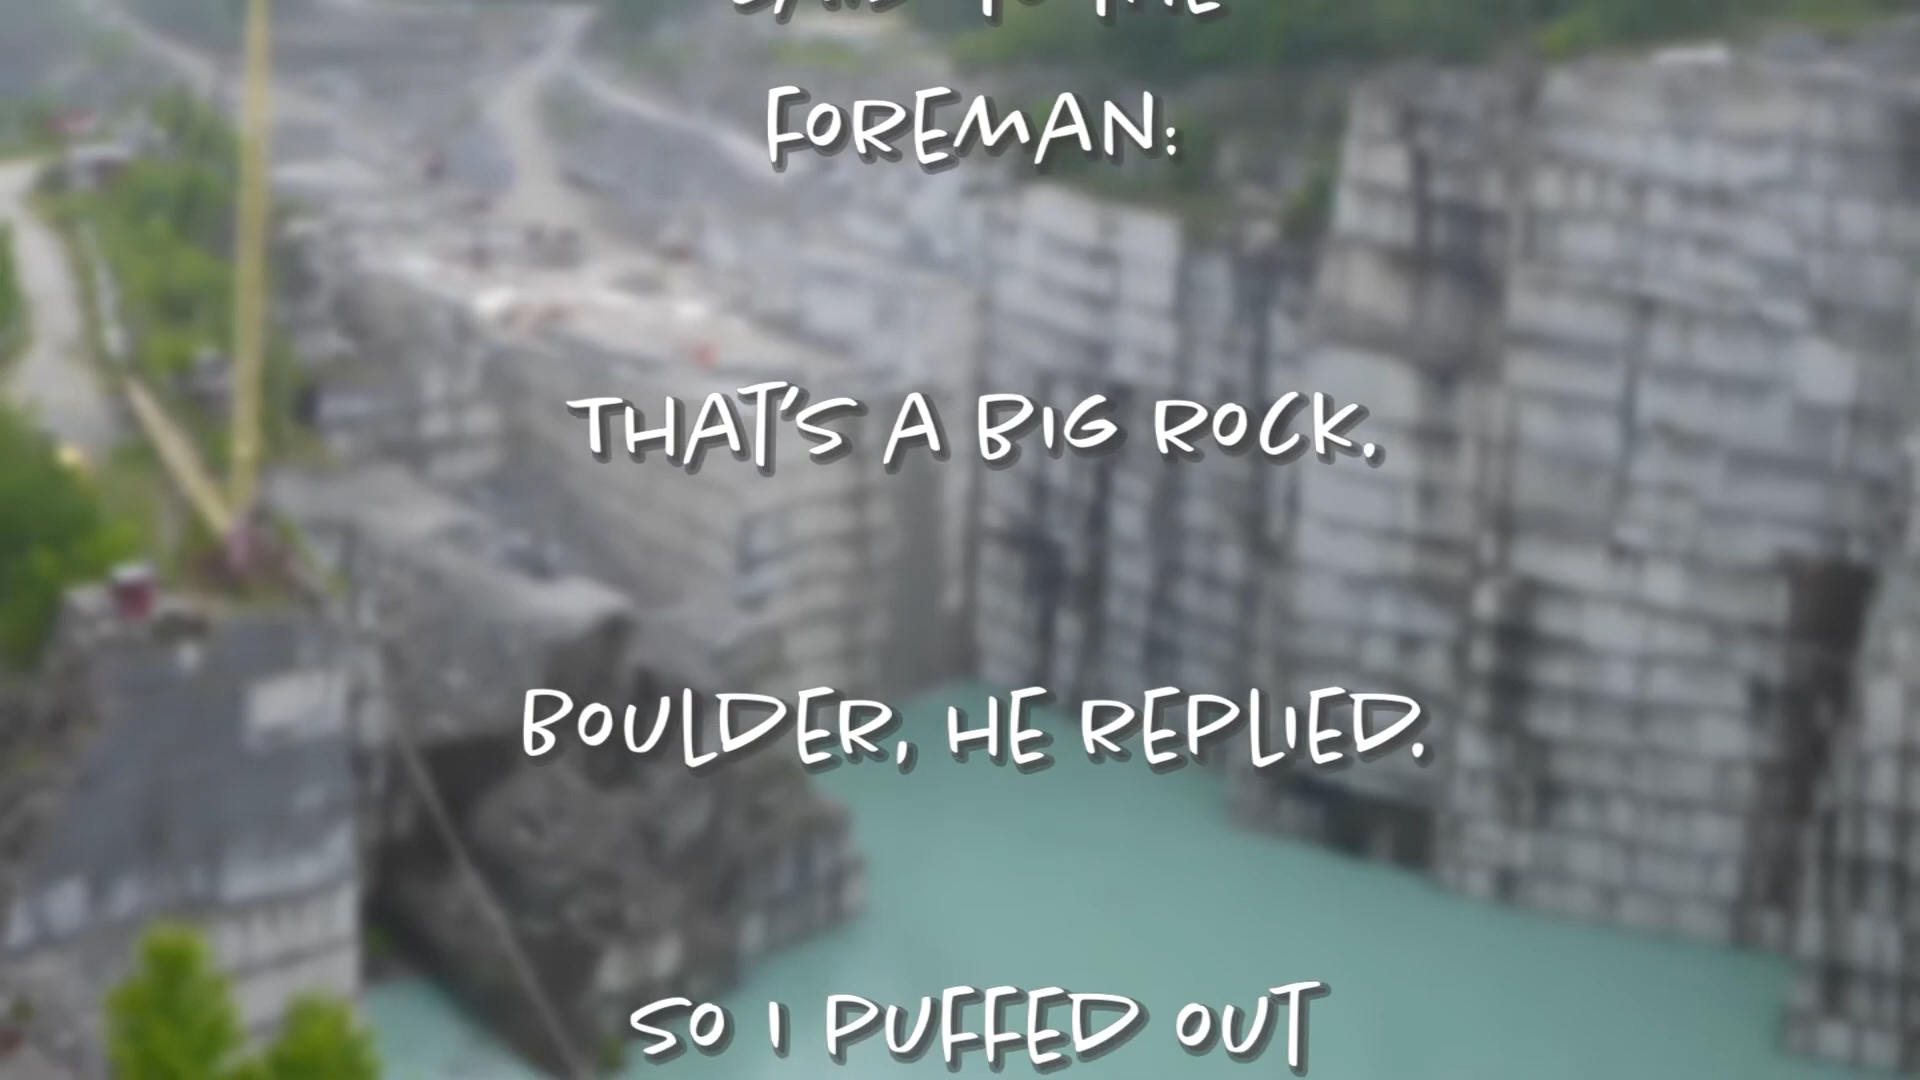 FOREMAN:
THAT'S A BIG ROCK.
BOULDER, HE REPLIED.
SO I PUFFED OUT